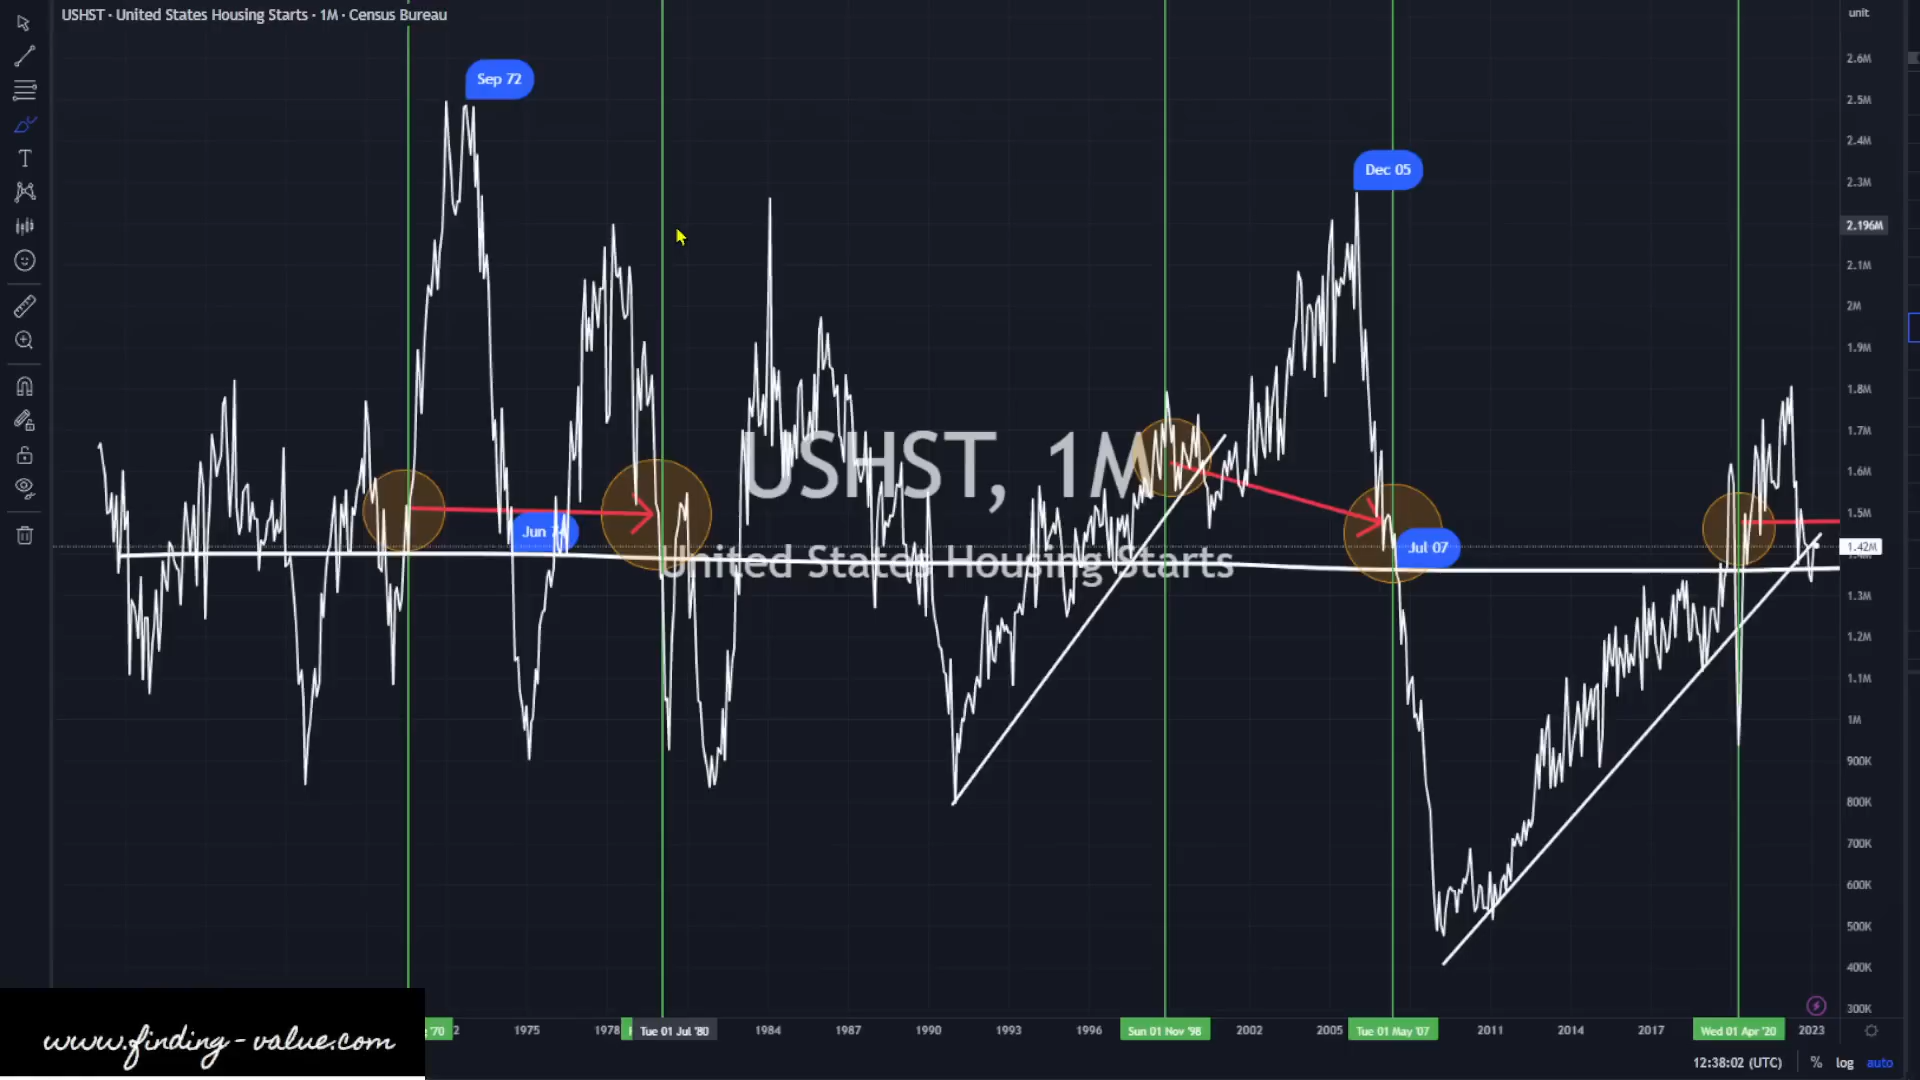 USHST · United States Housing Starts · 1M · Census Bureau
unit
2.6M
Sep 72
2.5M
2.4M
Dec 05
2.3M
2.196M
2.1M
2M
1.9M
1.8M
1.7M
USHST, 1M
1.6M
1.5M
Jun 74
Jul 07
1.42M
United States Housing Starts
1.3M
1.2M
1.1M
1M
900K
800K
700K
600K
500K
400K
300K
'70 1975 1978 Tue 01 Jul '80 1984 1987 1990 1993 1996 Sun 01 Nov '98 2002 2005 Tue 01 May '07 2011 2014 2017 Wed 01 Apr '20 2023
www.finding-value.com
12:38:02 (UTC) % log auto